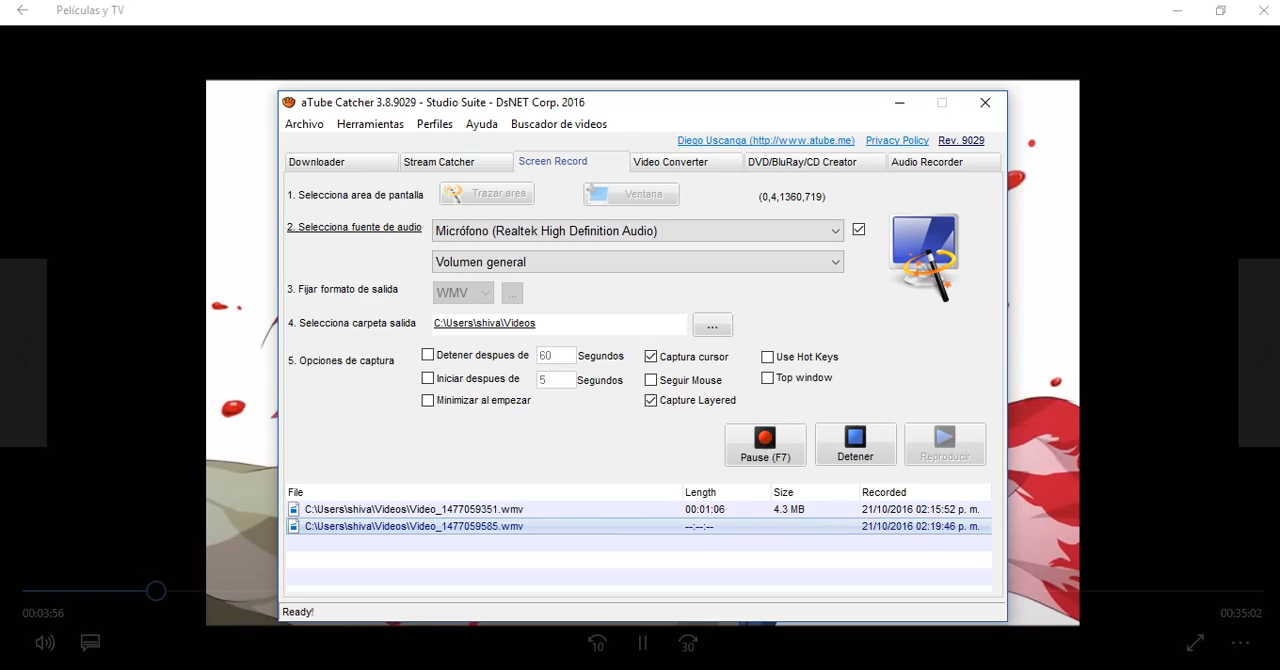 Películas y TV
aTube Catcher 3.8.9029 - Studio Suite - DsNET Corp. 2016
Archivo Herramientas Perfiles Ayuda Buscador de videos
Diego Uscanga (http://www.atube.me) Privacy Policy Rev. 9029
Downloader Stream Catcher Screen Record Video Converter DVD/BluRay/CD Creator Audio Recorder
1. Selecciona area de pantalla Trazar area Ventana (0,4,1360,719)
2. Selecciona fuente de audio Micrófono (Realtek High Definition Audio)
Volumen general
3. Fijar formato de salida WMV ...
4. Selecciona carpeta salida C:\Users\shiva\Videos ...
5. Opciones de captura
Detener despues de 60 Segundos Captura cursor Use Hot Keys
Iniciar despues de 5 Segundos Seguir Mouse Top window
Minimizar al empezar Capture Layered
Pause (F7) Detener Reproducir
File Length Size Recorded
C:\Users\shiva\Videos\Video_1477059351.wmv 00:01:06 4.3 MB 21/10/2016 02:15:52 p. m.
C:\Users\shiva\Videos\Video_1477059585.wmv --:--:-- 21/10/2016 02:19:46 p. m.
Ready!
00:03:56 00:35:02
10 30